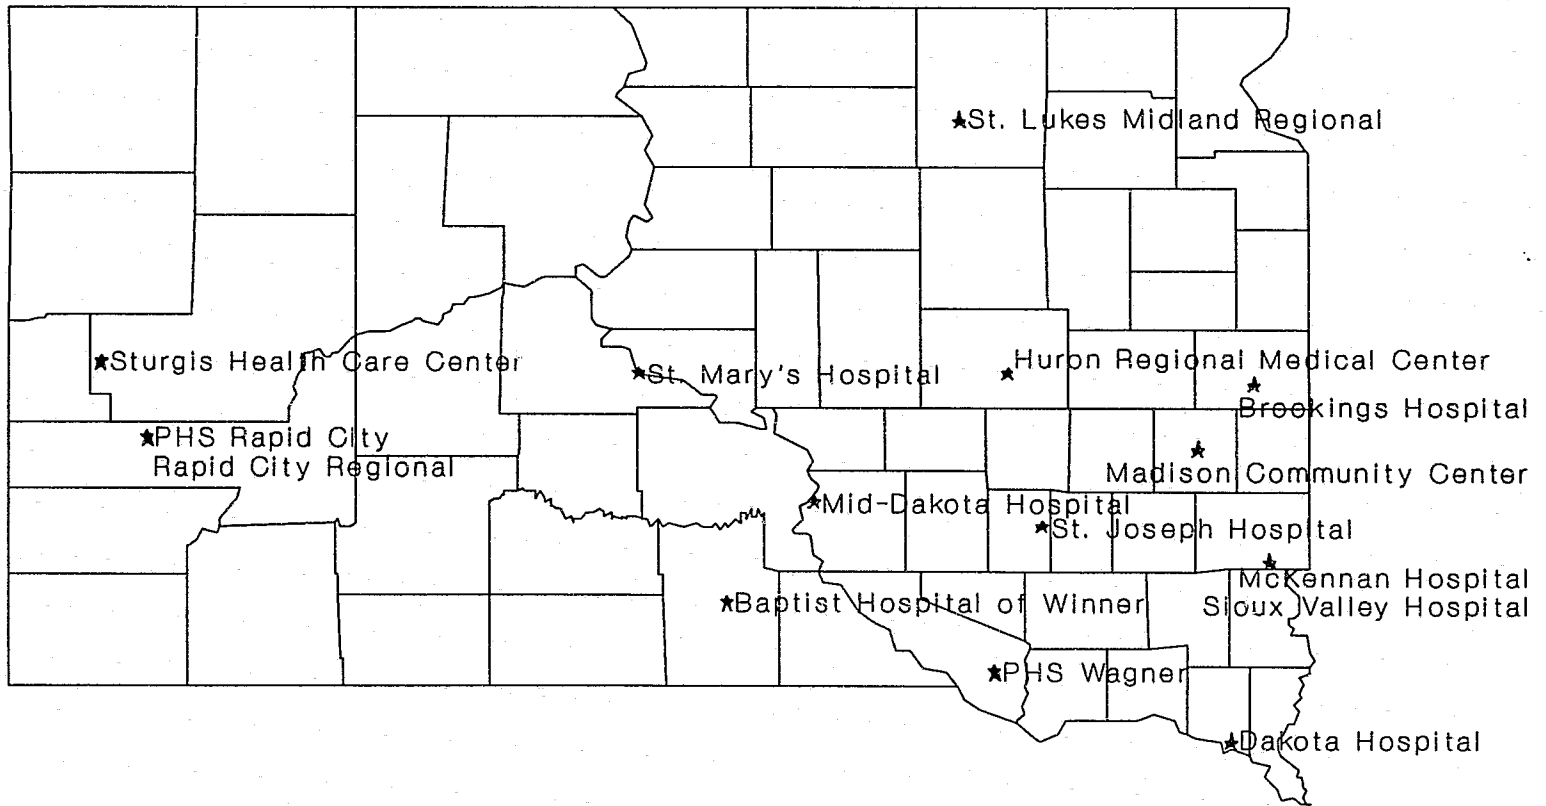 St. Lukes Midland Regional
Sturgis Health Care Center
St. Mary's Hospital
Huron Regional Medical Center
Brookings Hospital
PHS Rapid City
Rapid City Regional
Madison Community Center
Mid-Dakota Hospital
St. Joseph Hospital
McKennan Hospital
Sioux Valley Hospital
Baptist Hospital of Winner
PHS Wagner
Dakota Hospital